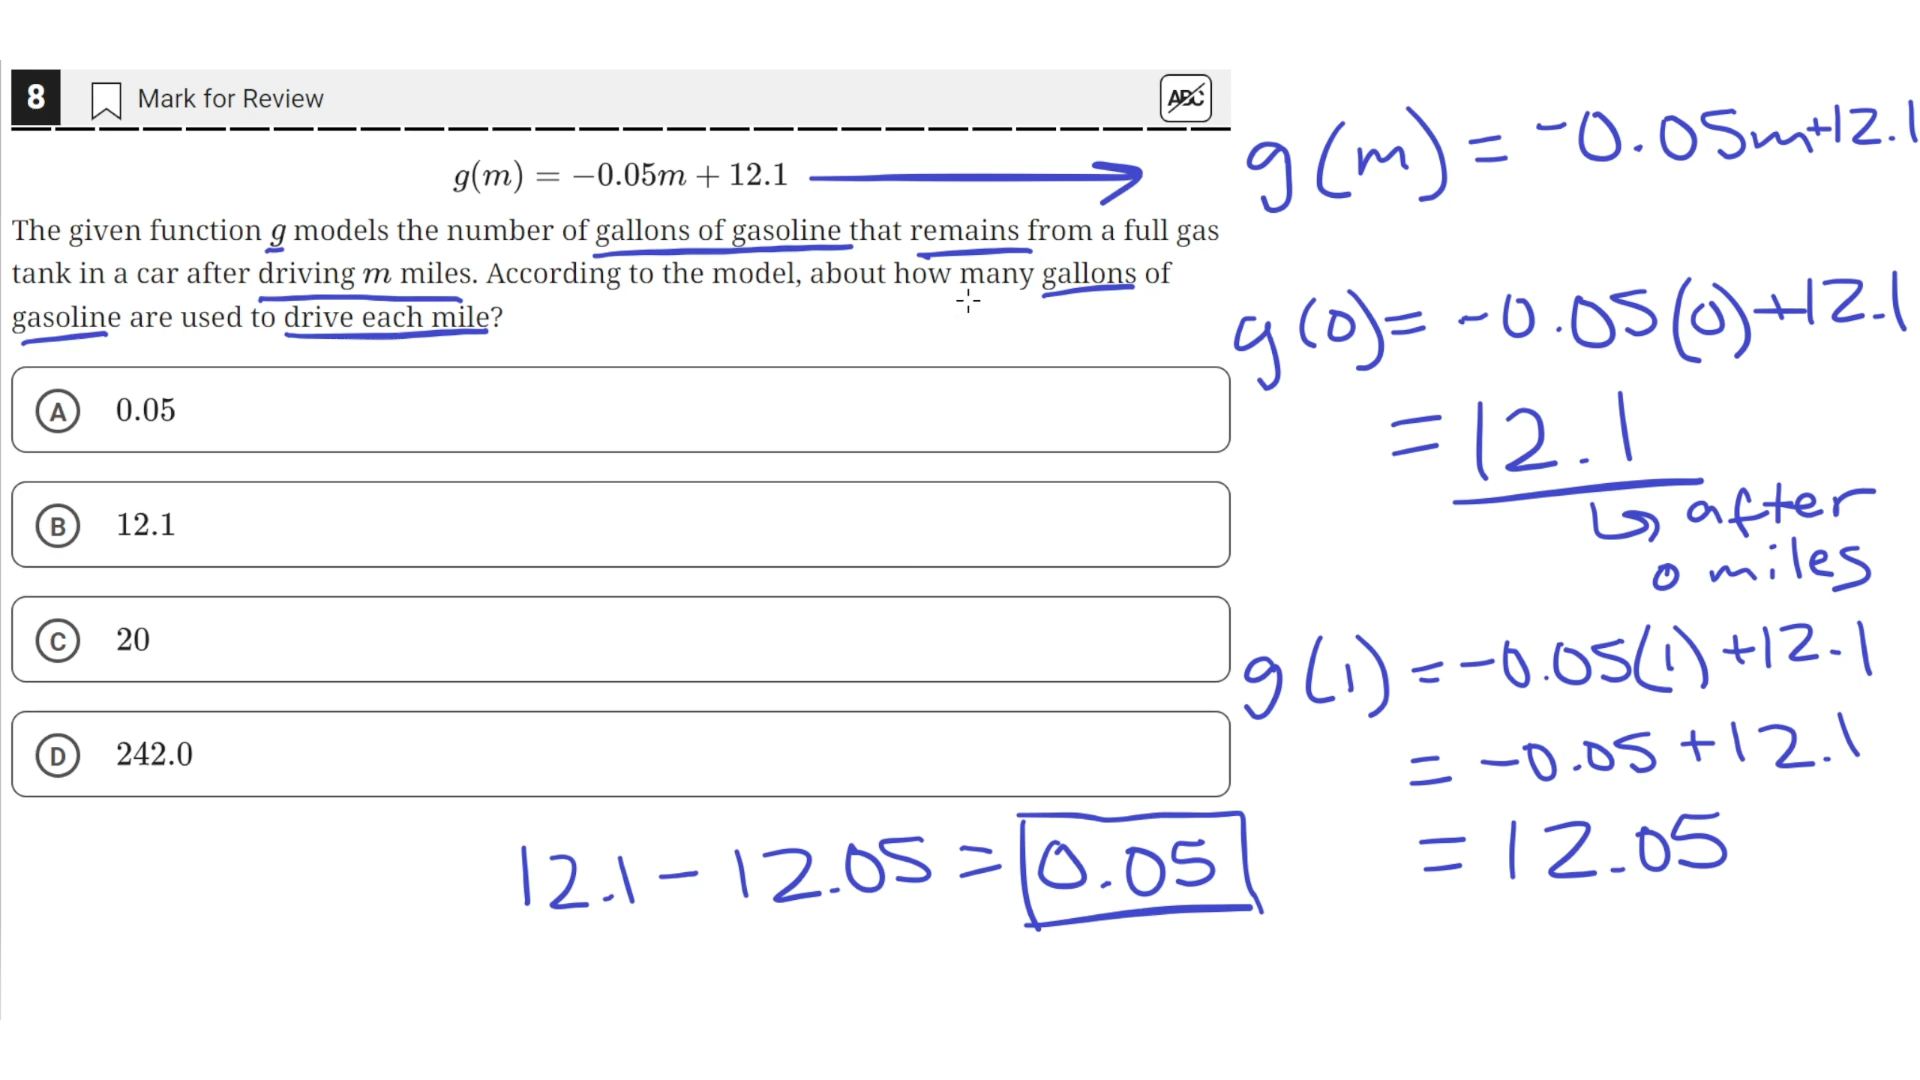 8 Mark for Review ABC
g(m) = −0.05m + 12.1
The given function g models the number of gallons of gasoline that remains from a full gas
tank in a car after driving m miles. According to the model, about how many gallons of
gasoline are used to drive each mile?
A 0.05
B 12.1
C 20
D 242.0
12.1 - 12.05 = 0.05
g(m) = -0.05m+12.1
g(0) = -0.05(0)+12.1
= 12.1
after
0 miles
g(1) = -0.05(1)+12.1
= -0.05+12.1
= 12.05